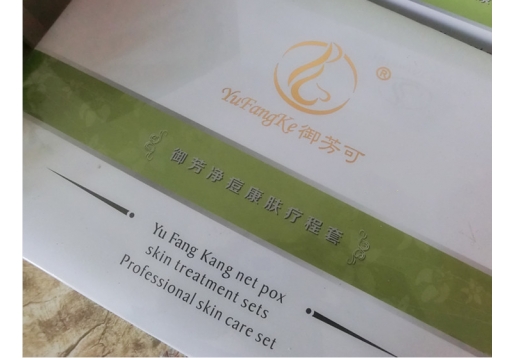 ®
YuFangKe御芳可
御芳净痘康肤疗程套
Yu Fang Kang net pox
skin treatment sets
Professional skin care set